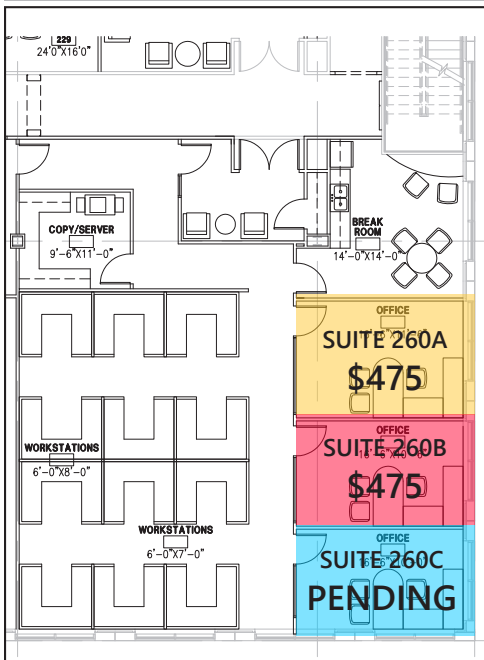 229
24'0"X16'0"
COPY/SERVER
9'-6"X11'-0"
BREAK
ROOM
14'-0"X14'-0"
OFFICE
SUITE 260A
$475
WORKSTATIONS
6'-0"X8'-0"
OFFICE
SUITE 260B
$475
WORKSTATIONS
6'-0"X7'-0"
OFFICE
SUITE 260C
PENDING